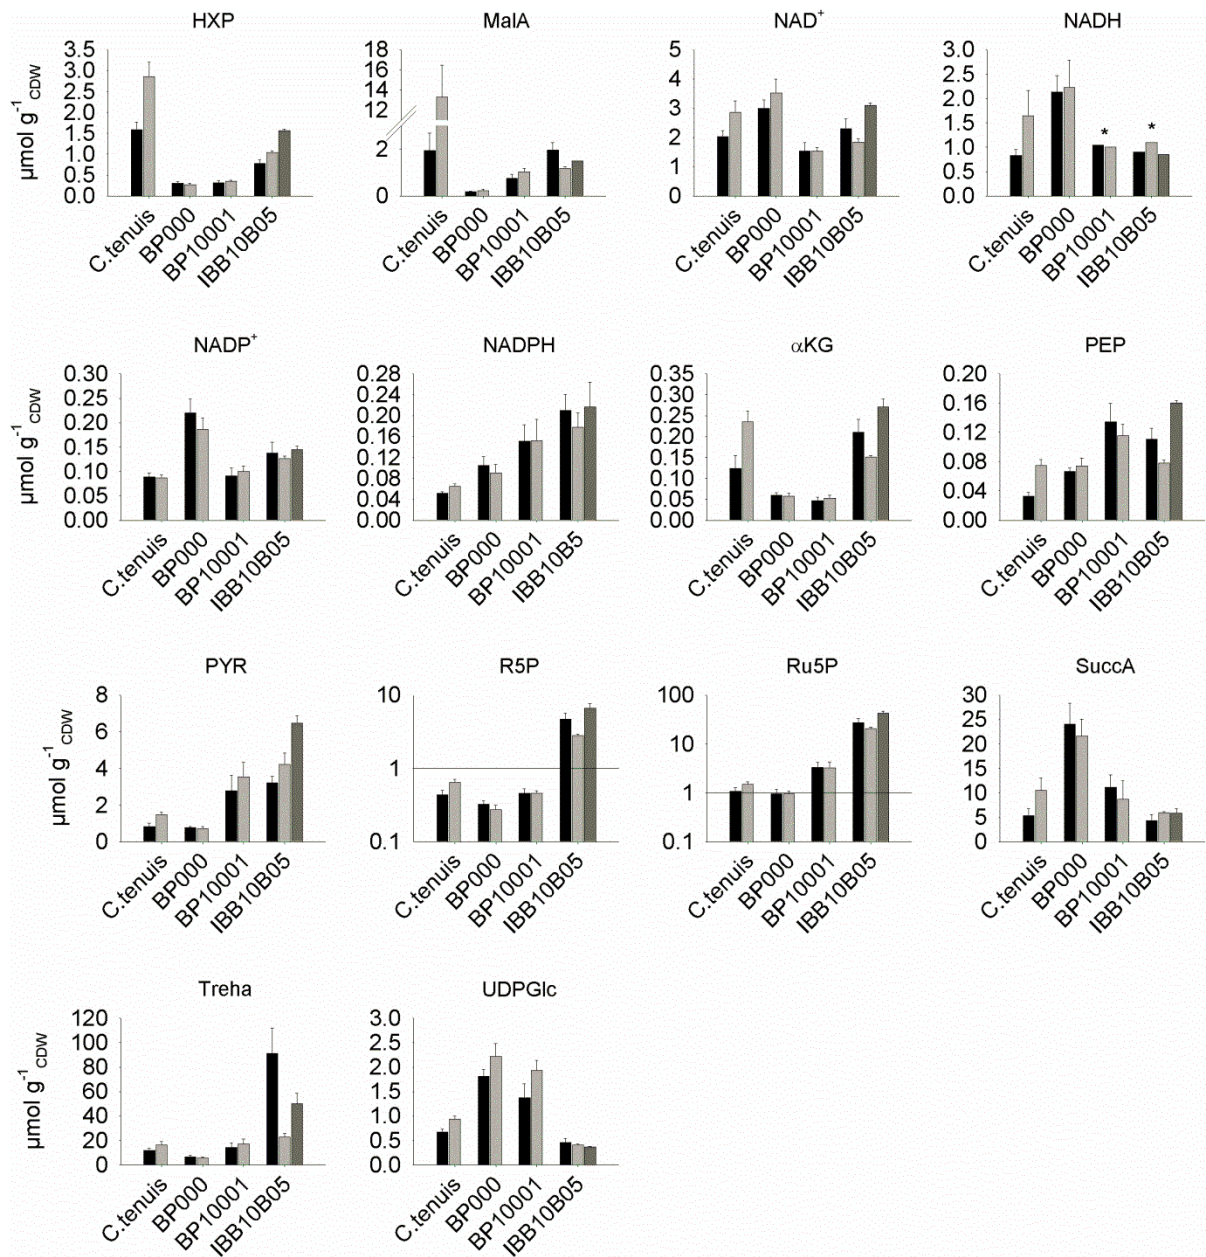 HXP MalA NAD⁺ NADH
µmol g⁻¹ CDW
3.5 3.0 2.5 2.0 1.5 1.0 0.5 0.0
18 16 14 12 2 0
5 4 3 2 1 0
3.0 2.5 2.0 1.5 1.0 0.5 0.0
* *
C.tenuis BP000 BP10001 IBB10B05
C.tenuis BP000 BP10001 IBB10B05
C.tenuis BP000 BP10001 IBB10B05
C.tenuis BP000 BP10001 IBB10B05
NADP⁺ NADPH αKG PEP
µmol g⁻¹ CDW
0.30 0.25 0.20 0.15 0.10 0.05 0.00
0.28 0.24 0.20 0.16 0.12 0.08 0.04 0.00
0.35 0.30 0.25 0.20 0.15 0.10 0.05 0.00
0.20 0.16 0.12 0.08 0.04 0.00
C.tenuis BP000 BP10001 IBB10B05
C.tenuis BP000 BP10001 IBB10B5
C.tenuis BP000 BP10001 IBB10B05
C.tenuis BP000 BP10001 IBB10B05
PYR R5P Ru5P SuccA
µmol g⁻¹ CDW
8 6 4 2 0
10 1 0.1
100 10 1 0.1
30 25 20 15 10 5 0
C.tenuis BP000 BP10001 IBB10B05
C.tenuis BP000 BP10001 IBB10B05
C.tenuis BP000 BP10001 IBB10B05
C.tenuis BP000 BP10001 IBB10B05
Treha UDPGlc
µmol g⁻¹ CDW
120 100 80 60 40 20 0
3.0 2.5 2.0 1.5 1.0 0.5 0.0
C.tenuis BP000 BP10001 IBB10B05
C.tenuis BP000 BP10001 IBB10B05